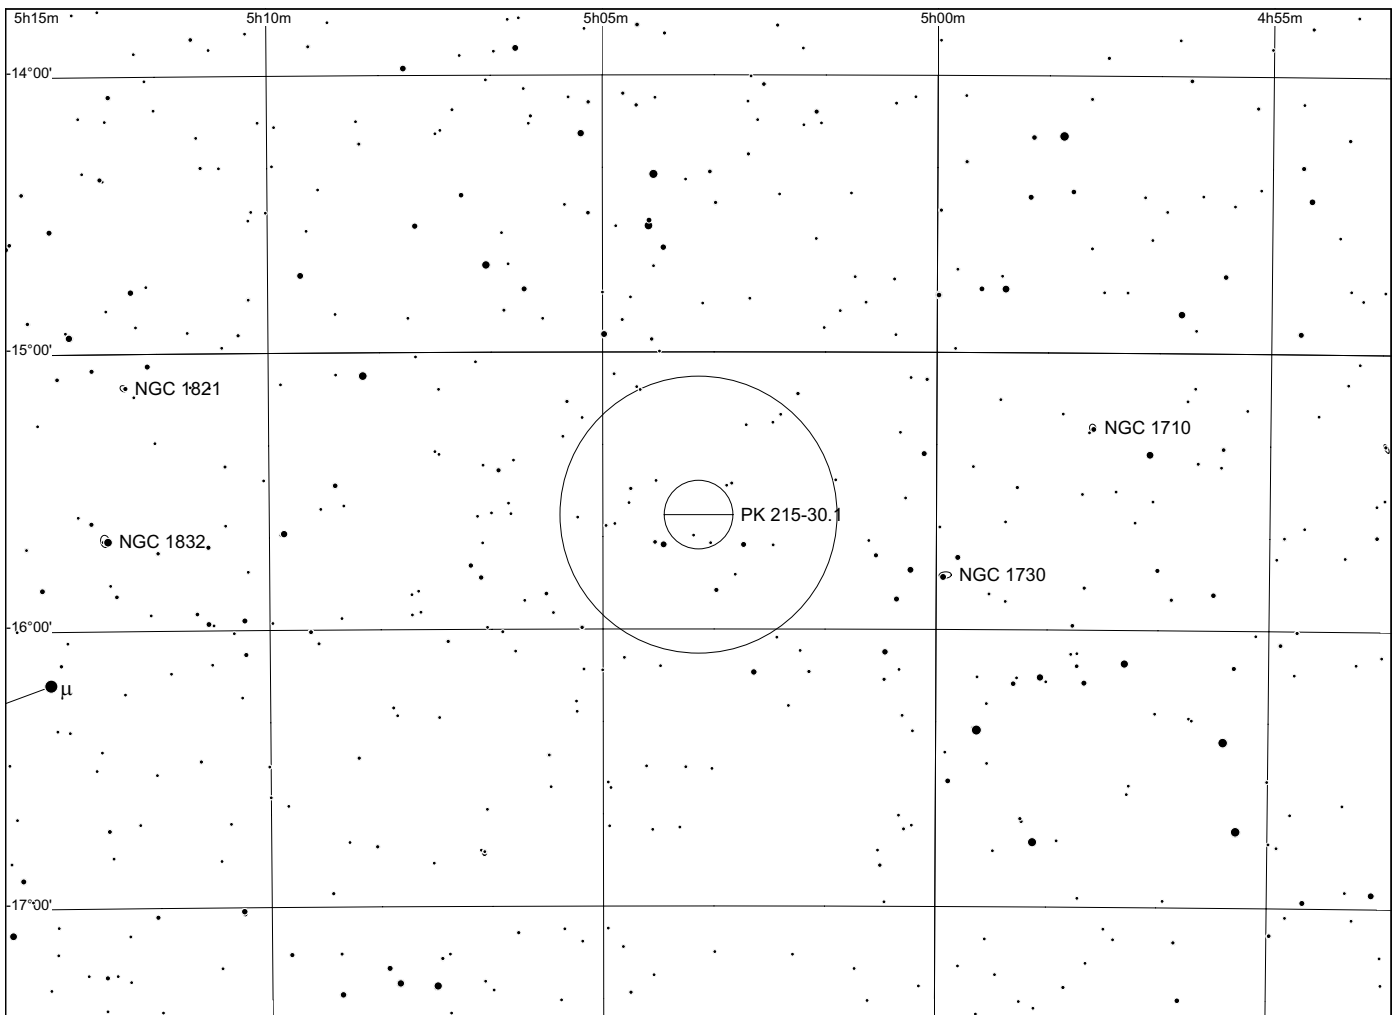 5h15m 5h10m 5h05m 5h00m 4h55m
-14°00'
-15°00'
NGC 1821
NGC 1710
PK 215-30.1
NGC 1832
NGC 1730
-16°00'
μ
-17°00'